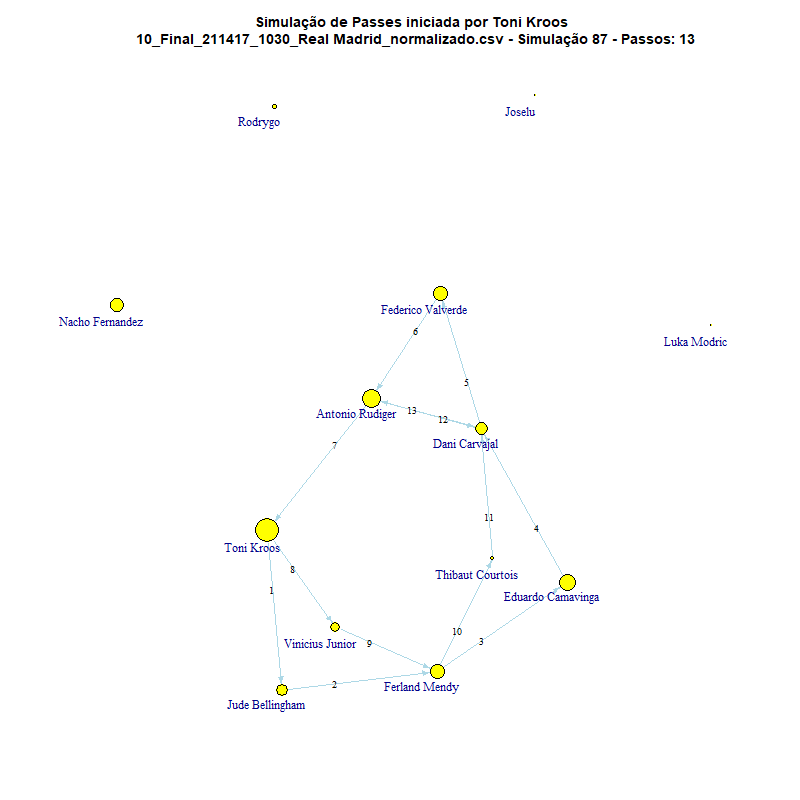 Simulação de Passes iniciada por Toni Kroos
10_Final_211417_1030_Real Madrid_normalizado.csv - Simulação 87 - Passos: 13
Rodrygo
Joselu
Nacho Fernandez
Federico Valverde
Luka Modric
6
5
Antonio Rudiger
13
12
Dani Carvajal
7
11
4
Toni Kroos
8
Thibaut Courtois
1
Eduardo Camavinga
10
Vinicius Junior
9
3
2
Ferland Mendy
Jude Bellingham